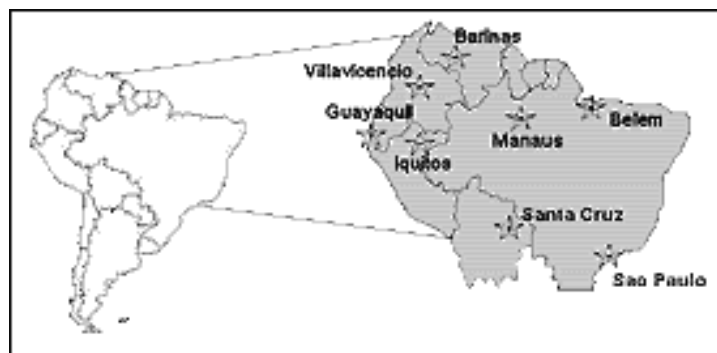 Barinas
Villavicencio
Guayaquil
Belem
Manaus
Iquitos
Santa Cruz
Sao Paulo